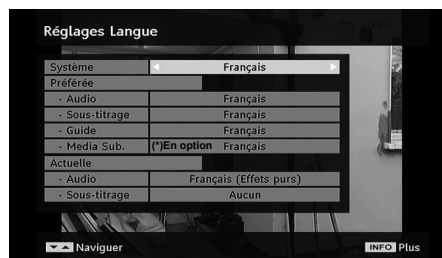 Réglages Langue
Système Français
Préférée
- Audio Français
- Sous-titrage Français
- Guide Français
- Media Sub. (*)En option Français
Actuelle
- Audio Français (Effets purs)
- Sous-titrage Aucun
Naviguer INFO Plus